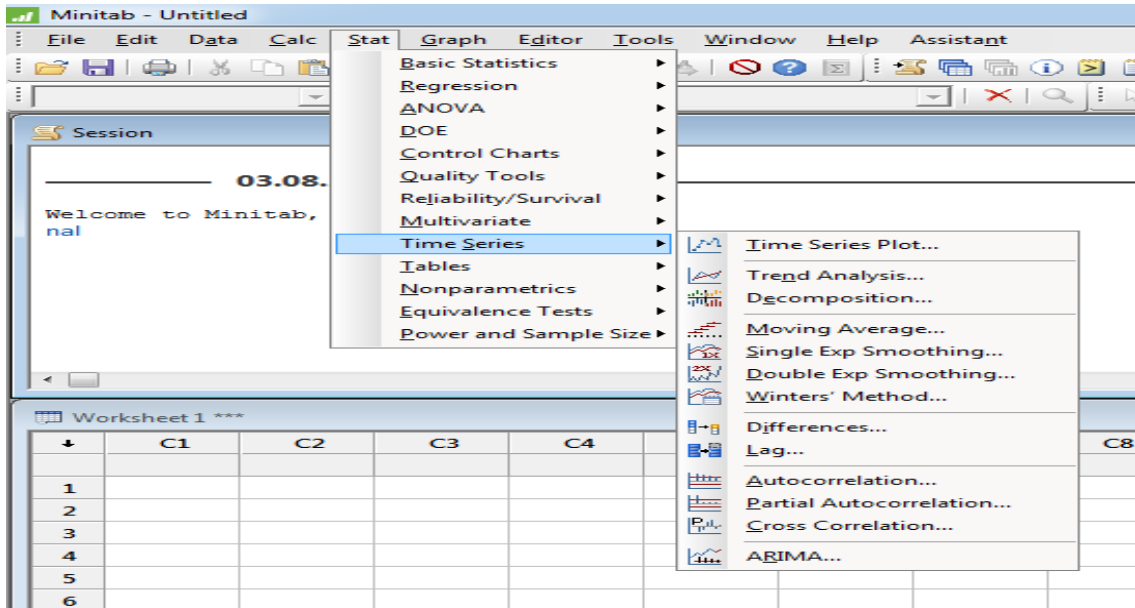 Minitab - Untitled
File Edit Data Calc Stat Graph Editor Tools Window Help Assistant
Basic Statistics
Regression
ANOVA
DOE
Control Charts
Quality Tools
Reliability/Survival
Multivariate
Time Series
Tables
Nonparametrics
Equivalence Tests
Power and Sample Size
Time Series Plot...
Trend Analysis...
Decomposition...
Moving Average...
Single Exp Smoothing...
Double Exp Smoothing...
Winters' Method...
Differences...
Lag...
Autocorrelation...
Partial Autocorrelation...
Cross Correlation...
ARIMA...
Session
03.08.
Welcome to Minitab,
nal
Worksheet 1 ***
C1 C2 C3 C4 C8
1
2
3
4
5
6